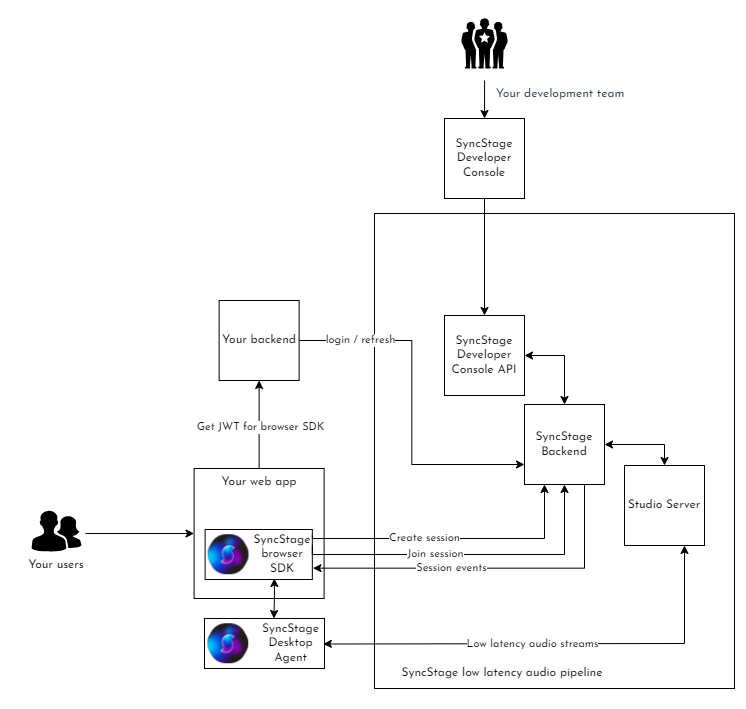 Your development team
SyncStage
Developer
Console
Your backend
login / refresh
SyncStage
Developer
Console API
Get JWT for browser SDK
SyncStage
Backend
Your web app
Studio Server
SyncStage
browser
SDK
Create session
Join session
Session events
Your users
SyncStage
Desktop
Agent
Low latency audio streams
SyncStage low latency audio pipeline